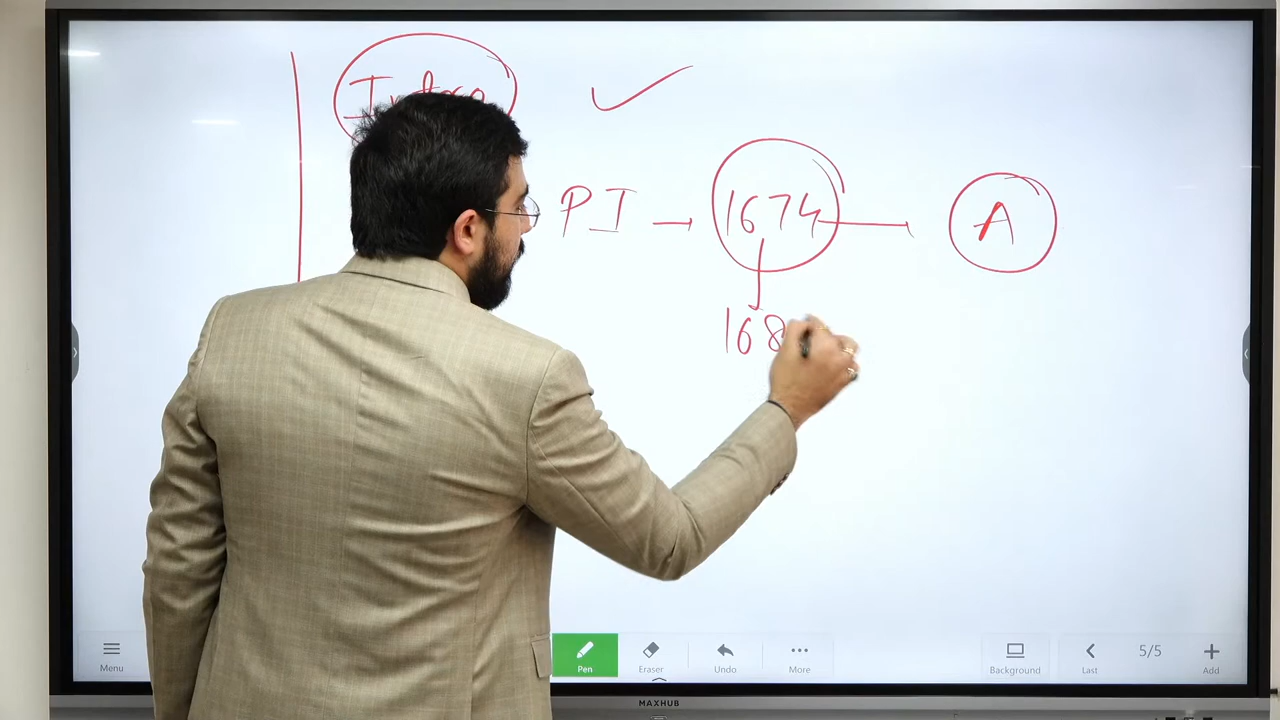 PI → 1674 → A
168
Menu
Pen
Eraser
Undo
More
Background
Last
5/5
Add
MAXHUB